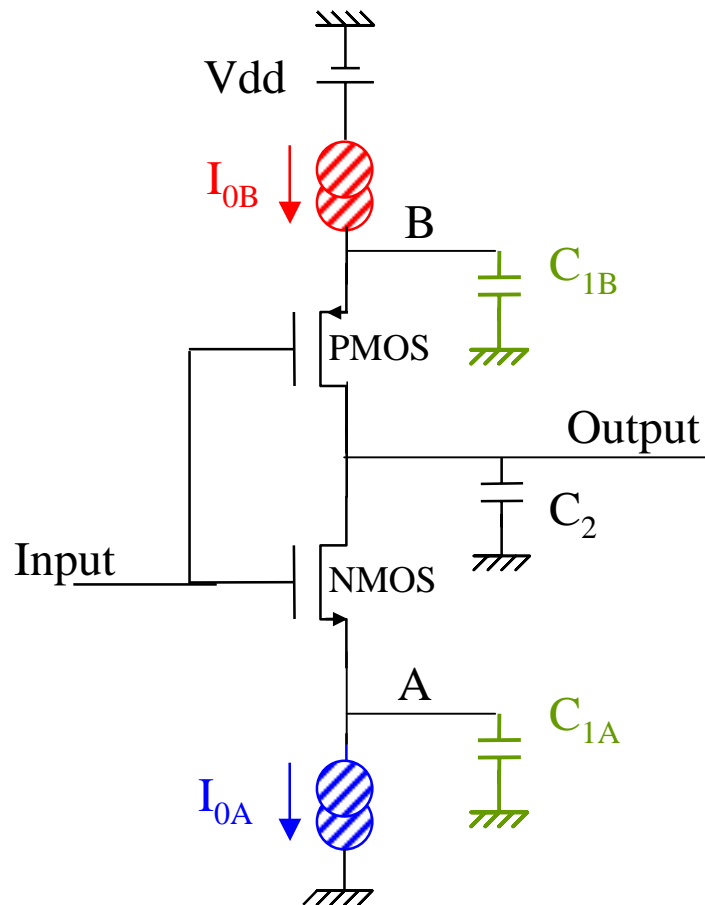 Vdd
I0B
B
C1B
PMOS
Output
C2
Input
NMOS
A
C1A
I0A